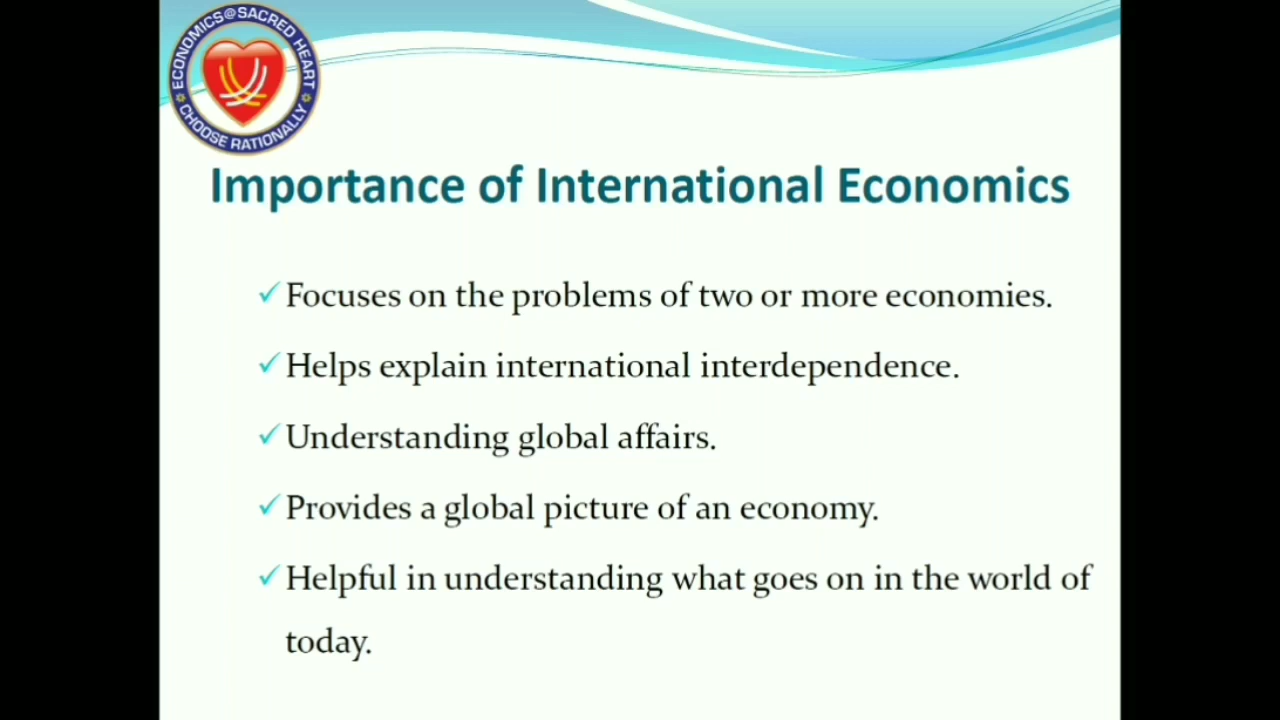 ECONOMICS@SACRED HEART
CHOOSE RATIONALLY
Importance of International Economics
Focuses on the problems of two or more economies.
Helps explain international interdependence.
Understanding global affairs.
Provides a global picture of an economy.
Helpful in understanding what goes on in the world of
today.